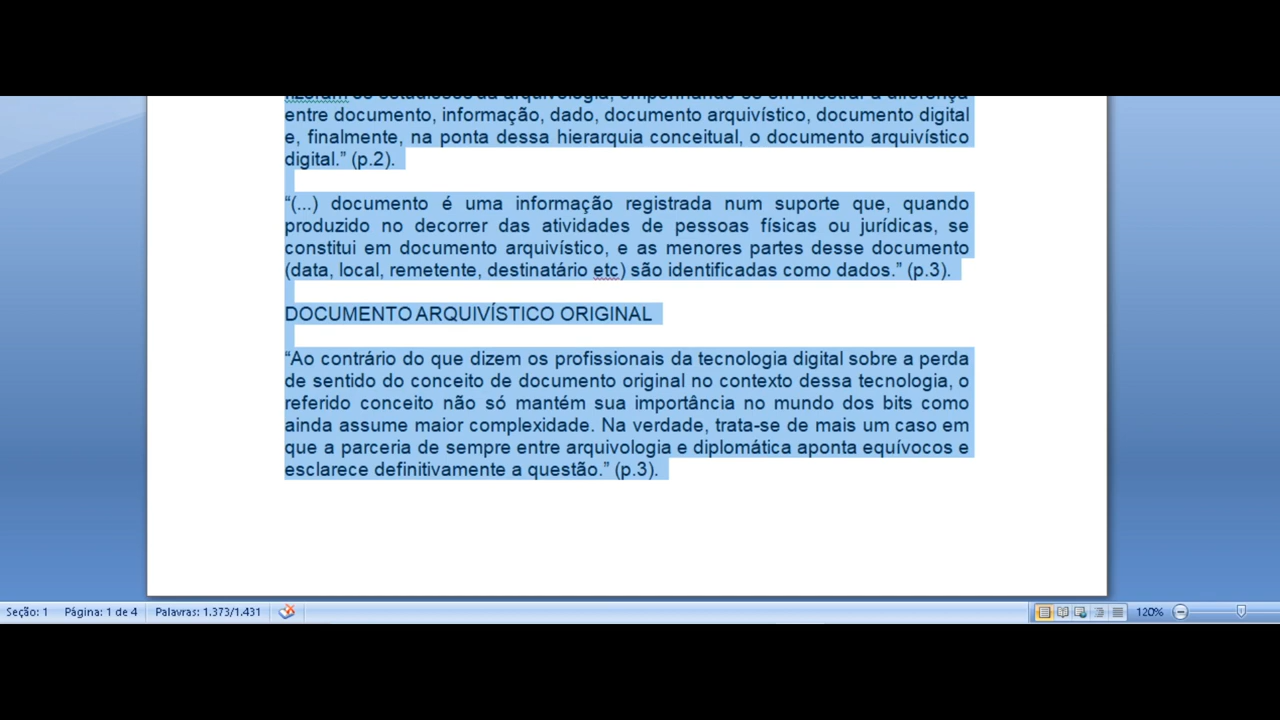 entre documento, informação, dado, documento arquivístico, documento digital
e, finalmente, na ponta dessa hierarquia conceitual, o documento arquivístico
digital.” (p.2).
“(...) documento é uma informação registrada num suporte que, quando
produzido no decorrer das atividades de pessoas físicas ou jurídicas, se
constitui em documento arquivístico, e as menores partes desse documento
(data, local, remetente, destinatário etc) são identificadas como dados.” (p.3).
DOCUMENTO ARQUIVÍSTICO ORIGINAL
“Ao contrário do que dizem os profissionais da tecnologia digital sobre a perda
de sentido do conceito de documento original no contexto dessa tecnologia, o
referido conceito não só mantém sua importância no mundo dos bits como
ainda assume maior complexidade. Na verdade, trata-se de mais um caso em
que a parceria de sempre entre arquivologia e diplomática aponta equívocos e
esclarece definitivamente a questão.” (p.3).
Seção: 1 Página: 1 de 4 Palavras: 1.373/1.431 120%